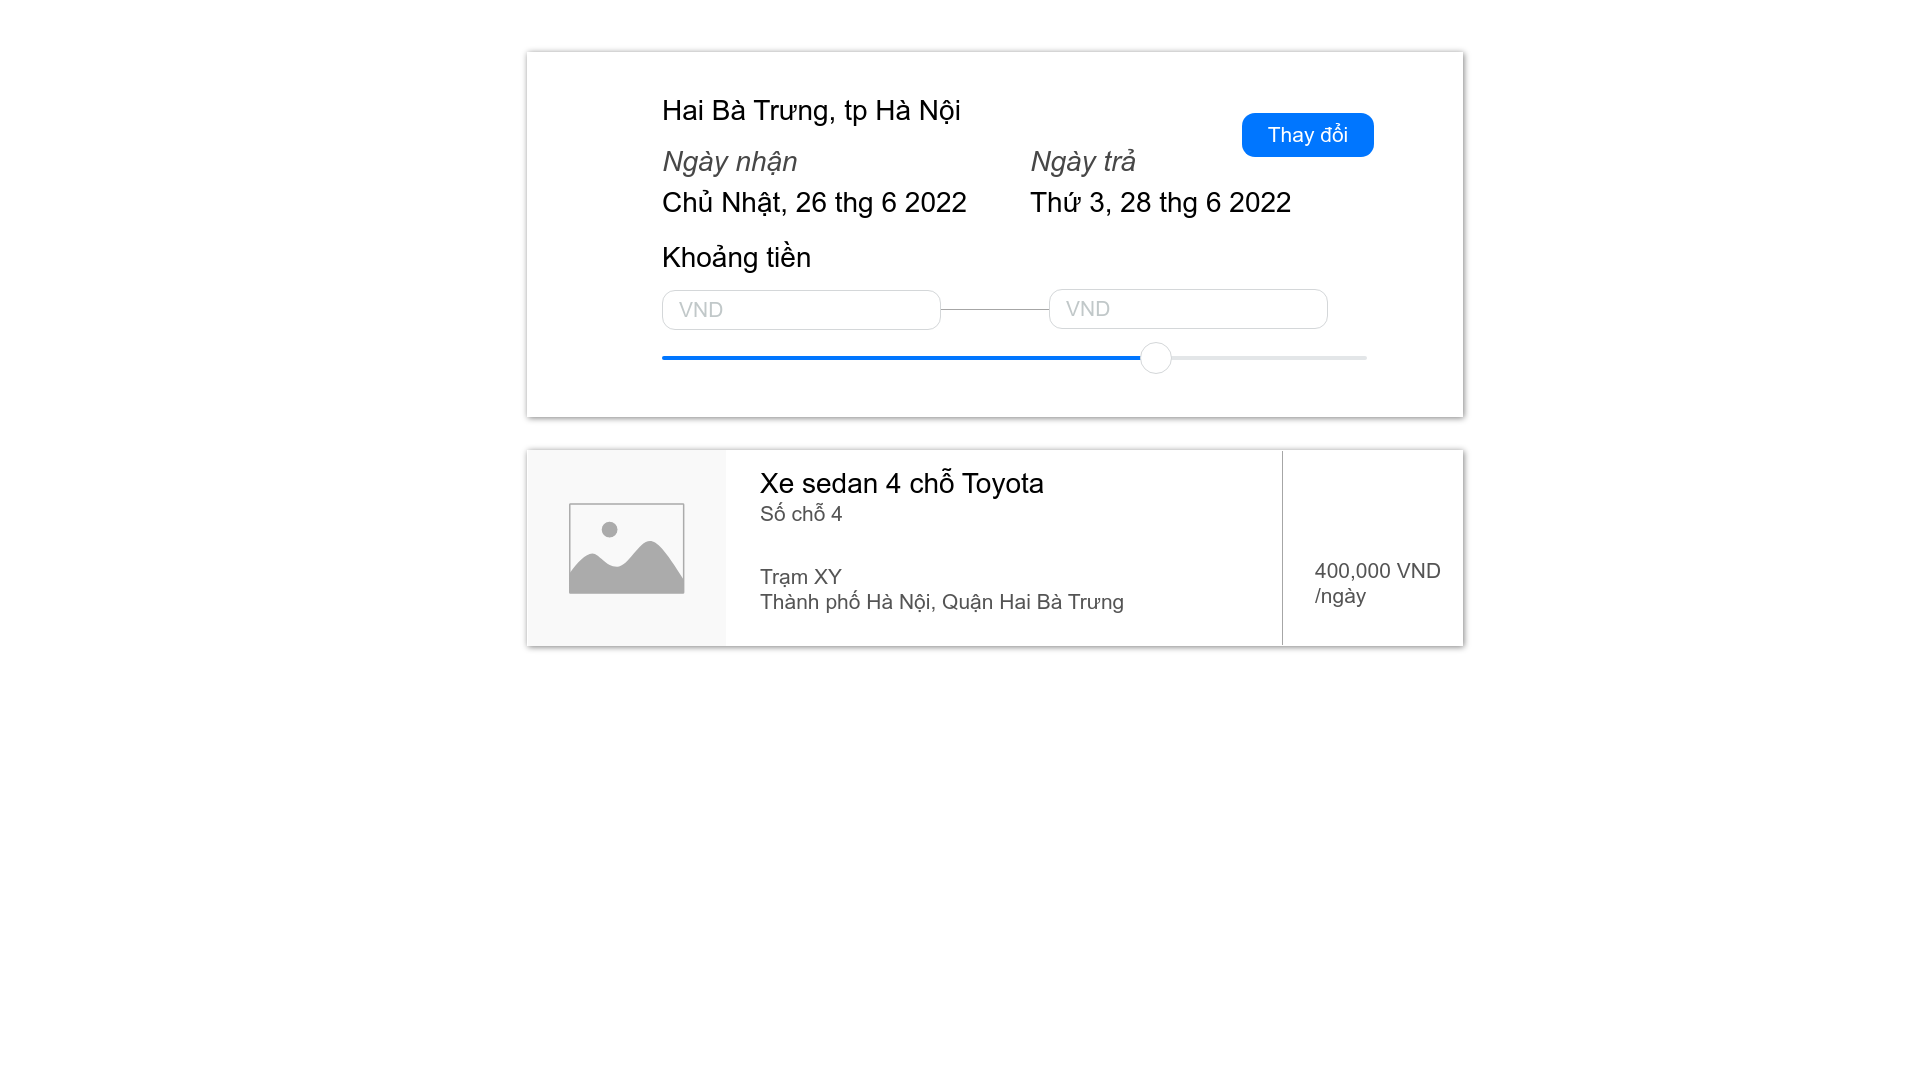 Hai Bà Trưng, tp Hà Nội
Thay đổi
Ngày nhận
Ngày trả
Chủ Nhật, 26 thg 6 2022
Thứ 3, 28 thg 6 2022
Khoảng tiền
VND
VND
Xe sedan 4 chỗ Toyota
Số chỗ 4
Trạm XY
Thành phố Hà Nội, Quận Hai Bà Trưng
400,000 VND
/ngày